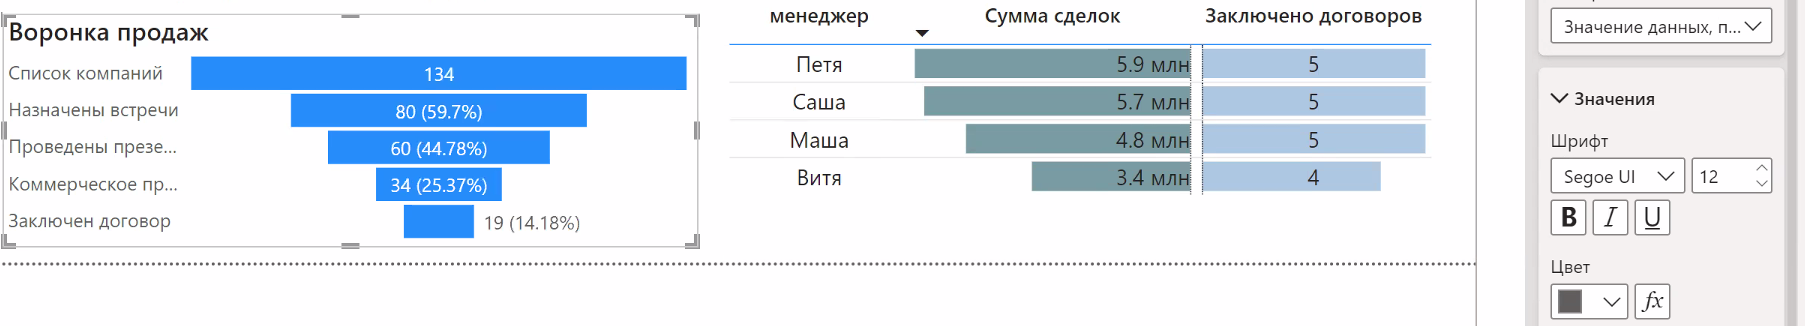 Воронка продаж
Список компаний 134
Назначены встречи 80 (59.7%)
Проведены презе... 60 (44.78%)
Коммерческое пр... 34 (25.37%)
Заключен договор 19 (14.18%)
менеджер Сумма сделок Заключено договоров
Петя 5.9 млн 5
Саша 5.7 млн 5
Маша 4.8 млн 5
Витя 3.4 млн 4
Значение данных, п...
Значения
Шрифт
Segoe UI 12
B I U
Цвет
fx